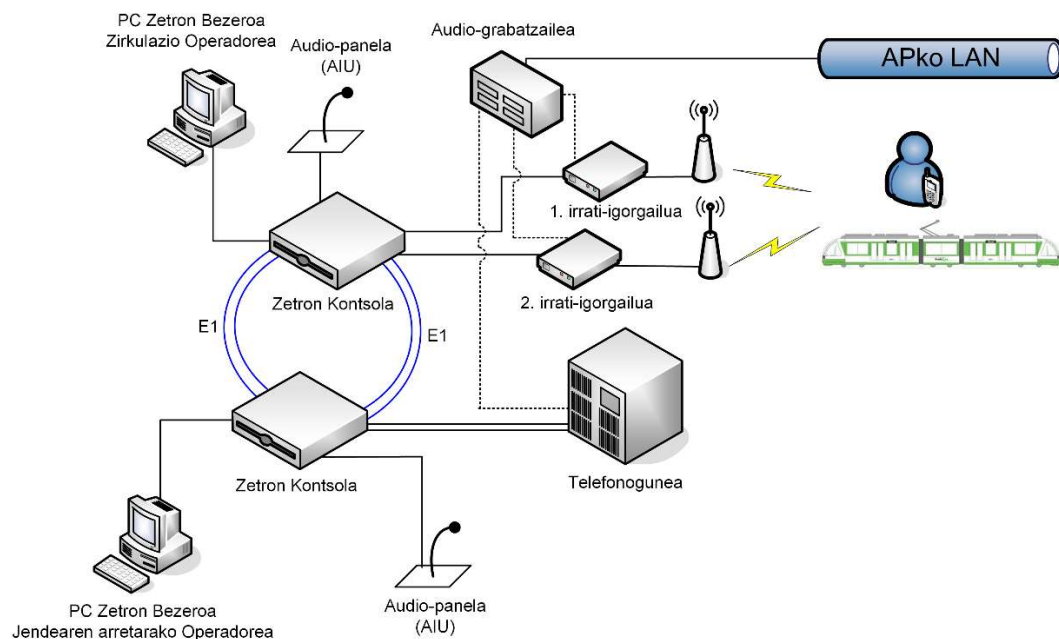 PC Zetron Bezeroa
Zirkulazio Operadorea
Audio-panela
(AIU)
Audio-grabatzailea
APko LAN
1. irrati-igorgailua
2. irrati-igorgailua
Zetron Kontsola
E1
E1
Zetron Kontsola
Telefonogunea
PC Zetron Bezeroa
Jendearen arretarako Operadorea
Audio-panela
(AIU)